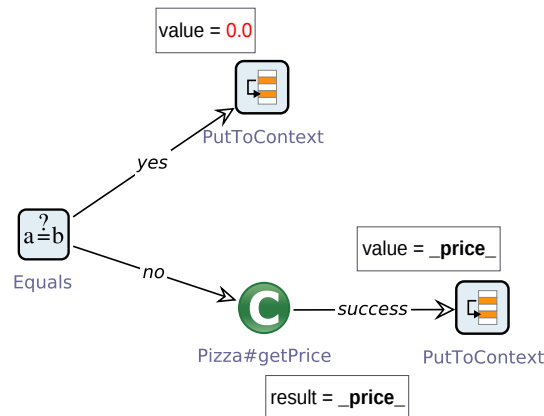 value = 0.0
PutToContext
yes
?
a=b
Equals
no
value = _price_
C
success
Pizza#getPrice
PutToContext
result = _price_